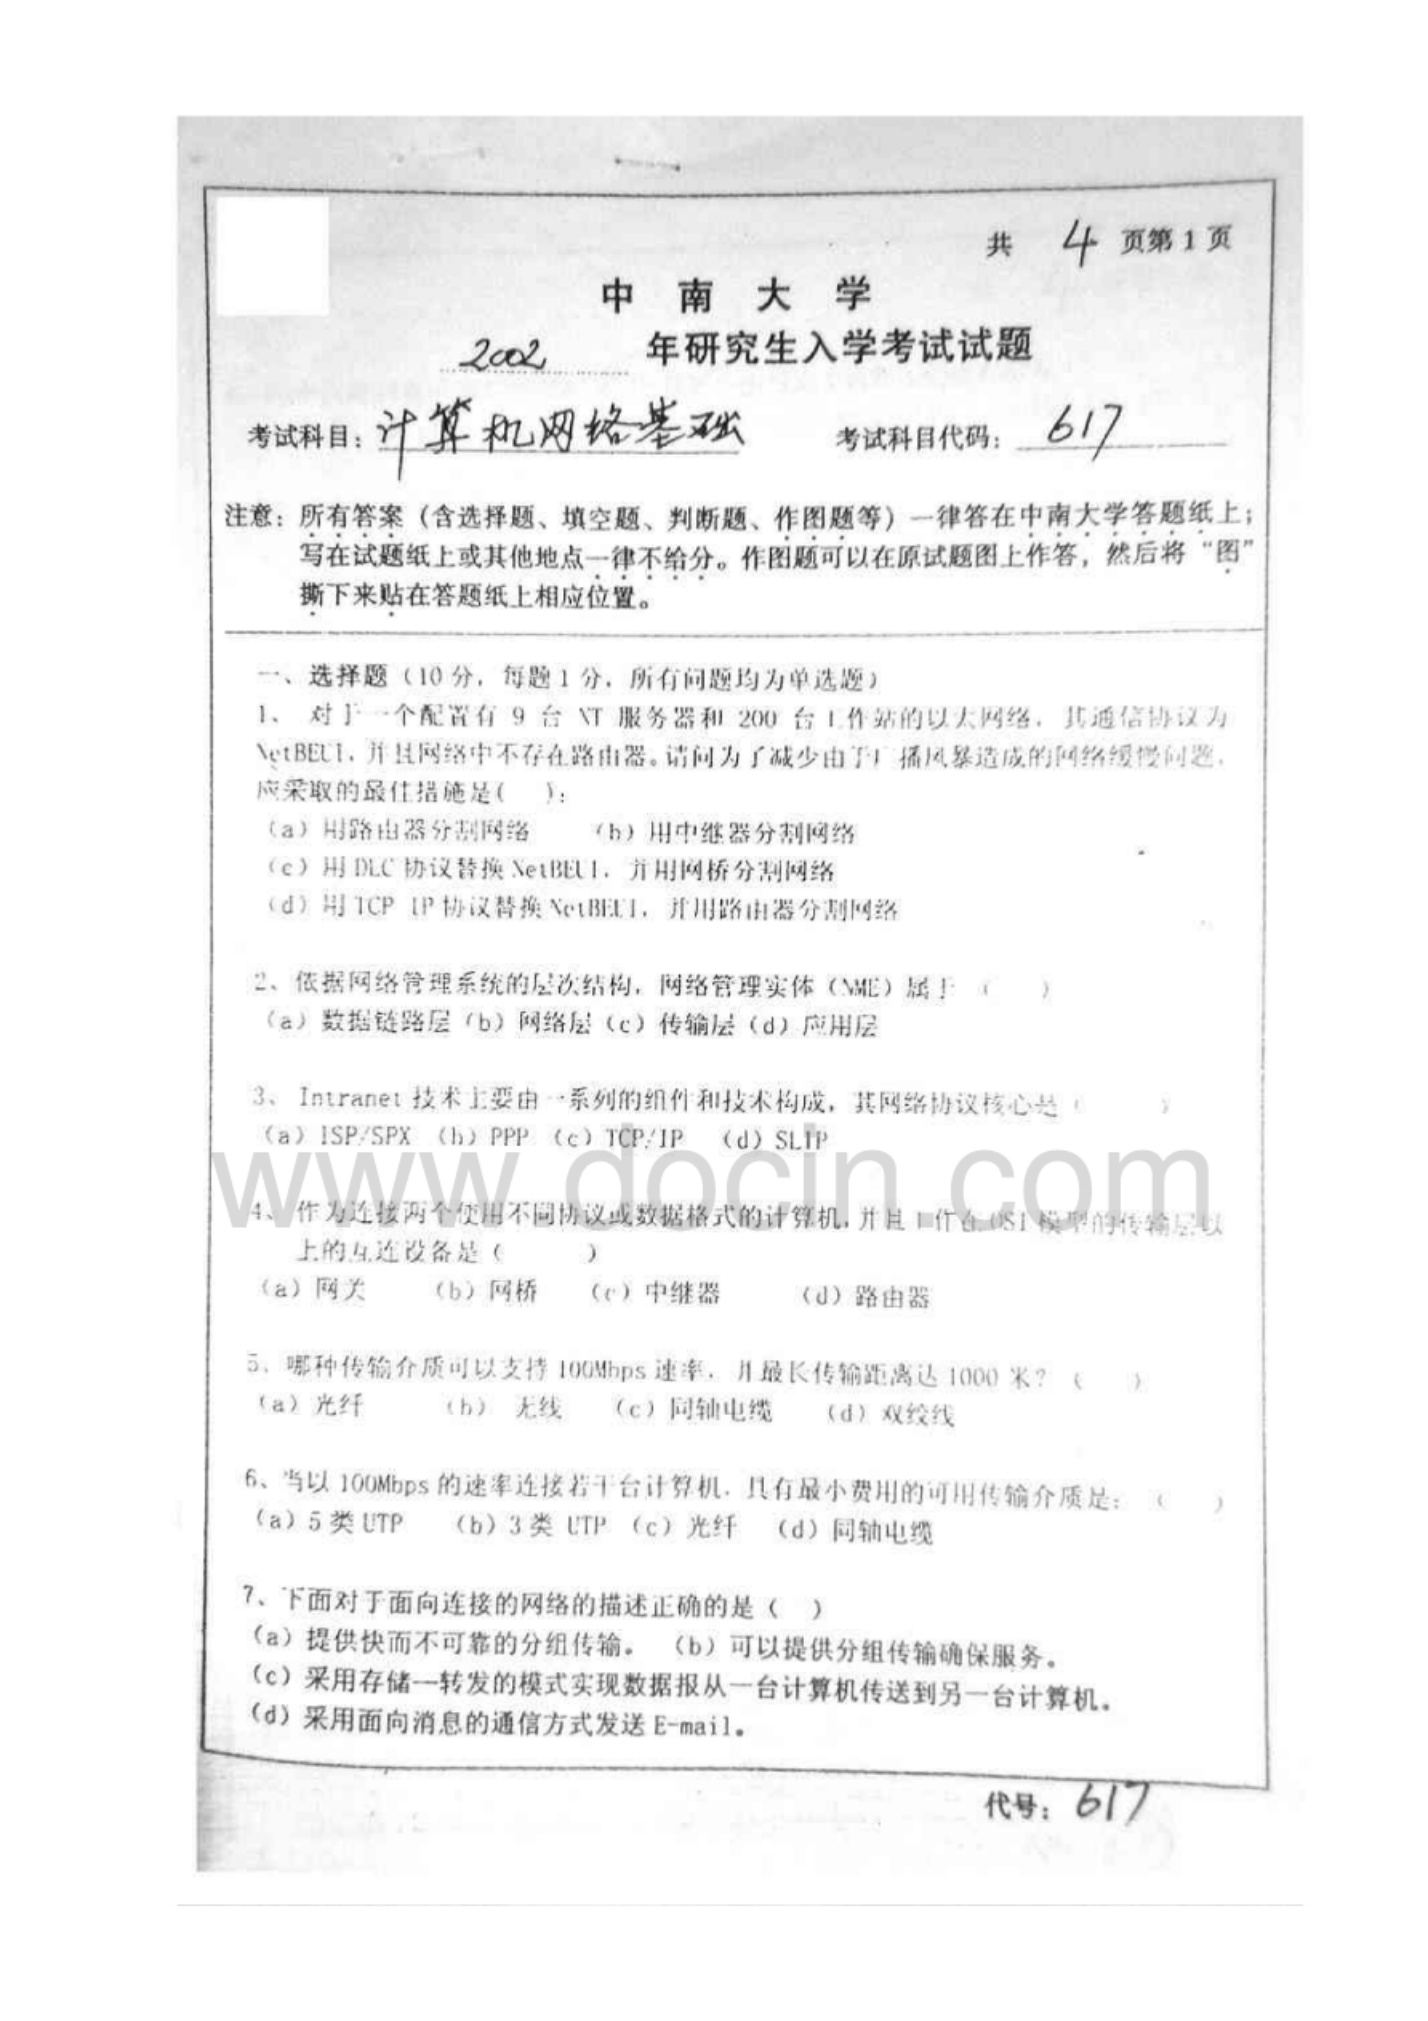 共 4 页第 1 页
中 南 大 学
2002 年研究生入学考试试题
考试科目：计算机网络基础 考试科目代码：617
注意：所有答案（含选择题、填空题、判断题、作图题等）一律答在中南大学答题纸上；
写在试题纸上或其他地点一律不给分。作图题可以在原试题图上作答，然后将“图”
撕下来贴在答题纸上相应位置。
一、选择题（10 分，每题 1 分，所有问题均为单选题）
1、 对于一个配置有 9 台 NT 服务器和 200 台工作站的以太网络，其通信协议为
NetBEUI，并且网络中不存在路由器。请问为了减少由于广播风暴造成的网络缓慢问题，
应采取的最佳措施是( )：
（a）用路由器分割网络 （b）用中继器分割网络
（c）用 DLC 协议替换 NetBEUI，并用网桥分割网络
（d）用 TCP IP 协议替换 NetBEUI，并用路由器分割网络
2、依据网络管理系统的层次结构，网络管理实体（NME）属于 （ ）
（a）数据链路层（b）网络层（c）传输层（d）应用层
3、 Intranet 技术主要由一系列的组件和技术构成，其网络协议核心是（ ）
（a）ISP/SPX （b）PPP （c）TCP/IP （d）SLIP
4、 作为连接两个使用不同协议或数据格式的计算机，并且工作在 OSI 模型的传输层以
上的互连设备是（ ）
（a）网关 （b）网桥 （c）中继器 （d）路由器
5、哪种传输介质可以支持 100Mbps 速率，并最长传输距离达 1000 米？（ ）
（a）光纤 （b） 无线 （c）同轴电缆 （d）双绞线
6、当以 100Mbps 的速率连接若干台计算机，具有最小费用的可用传输介质是：（ ）
（a）5 类 UTP （b）3 类 UTP （c）光纤 （d）同轴电缆
7、下面对于面向连接的网络的描述正确的是（ ）
（a）提供快而不可靠的分组传输。 （b）可以提供分组传输确保服务。
（c）采用存储—转发的模式实现数据报从一台计算机传送到另一台计算机。
（d）采用面向消息的通信方式发送 E-mail。
代号：617
www.docin.com